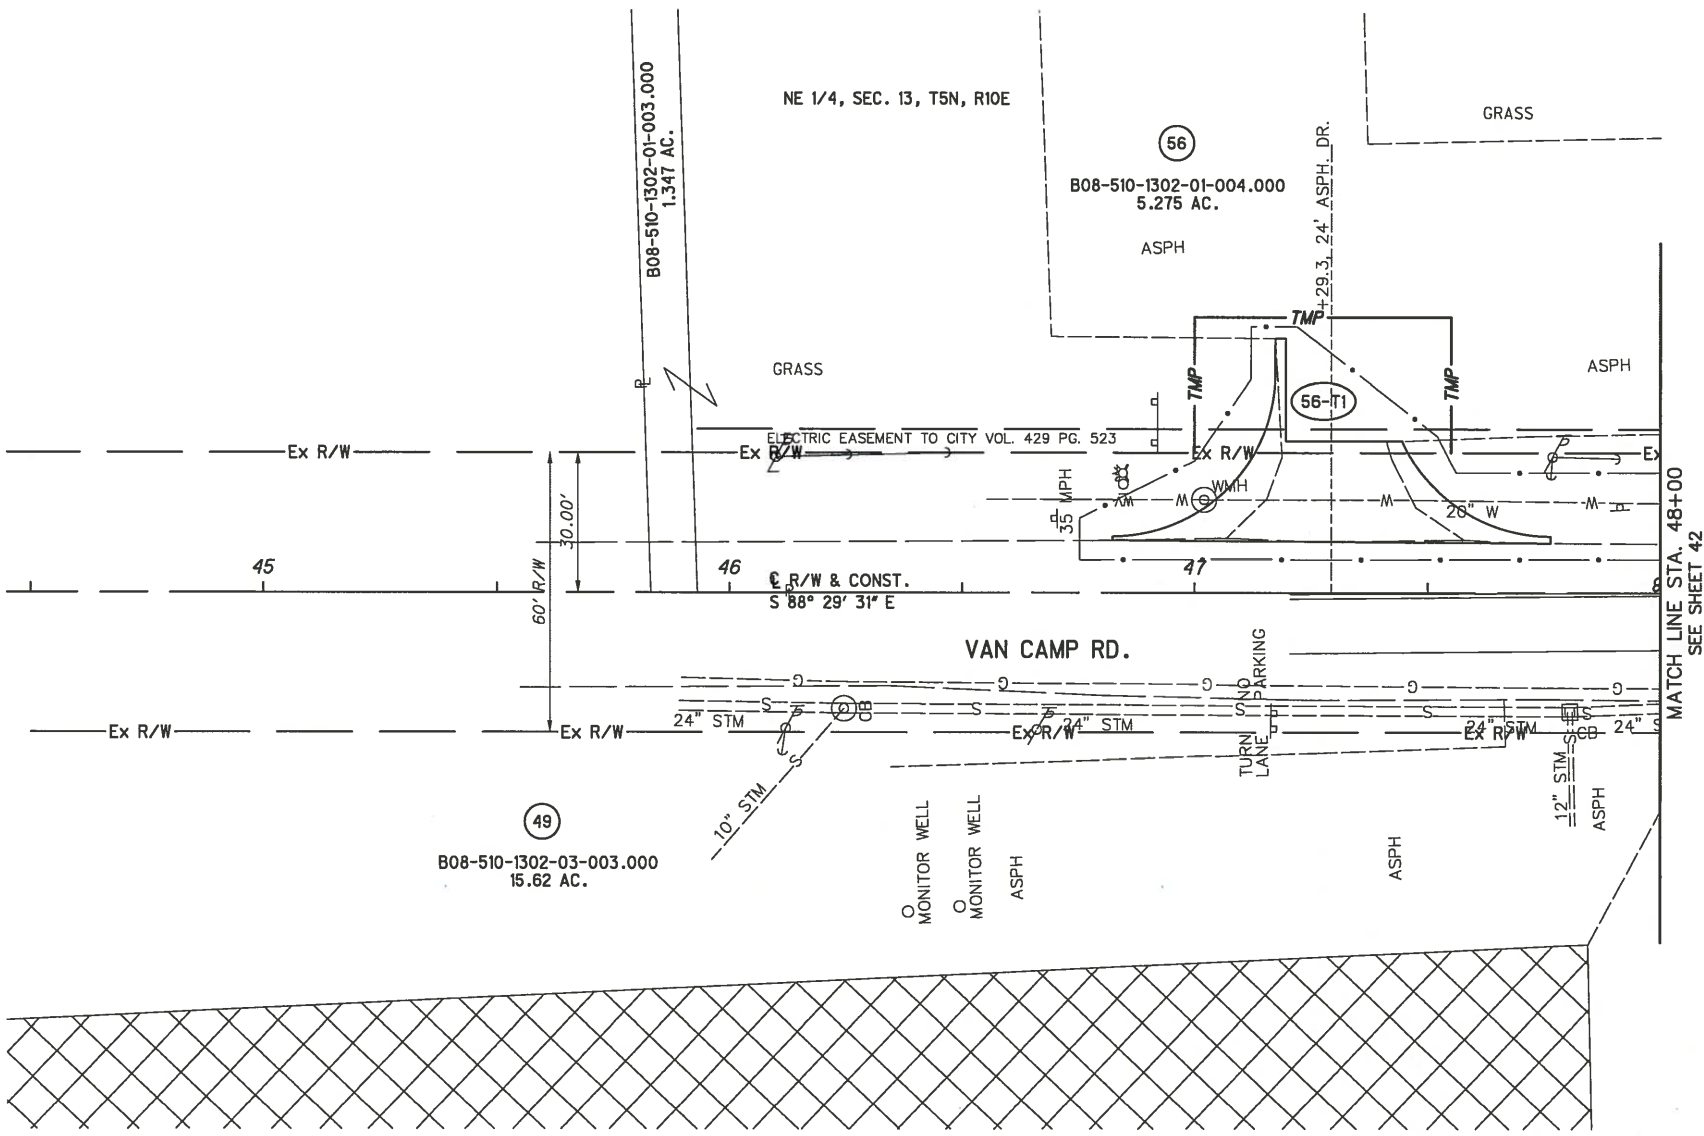 NE 1/4, SEC. 13, T5N, R10E
GRASS
B08-510-1302-01-003.000
1.347 AC.
56
B08-510-1302-01-004.000
5.275 AC.
+29.3, 24' ASPH. DR.
ASPH
TMP
GRASS
ASPH
TMP
TMP
56-T1
ELECTRIC EASEMENT TO CITY VOL. 429 PG. 523
Ex R/W
Ex R/W
Ex R/W
Ex
35 MPH
WMH
W
W
W
W
20" W
30.00'
60' R/W
45
46
47
8
℄ R/W & CONST.
S 88° 29' 31" E
VAN CAMP RD.
MATCH LINE STA. 48+00
SEE SHEET 42
NO
PARKING
TURN
LANE
G
G
G
G
G
S
S
S
S
S
24" STM
CB
24" STM
24" STM
CB
24" S
Ex R/W
Ex R/W
Ex R/W
Ex R/W
S
10" STM
S
12" STM
ASPH
49
B08-510-1302-03-003.000
15.62 AC.
MONITOR WELL
MONITOR WELL
ASPH
ASPH